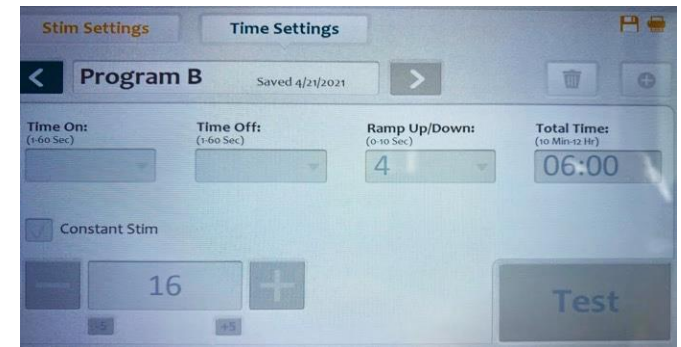 Stim Settings
Time Settings
< Program B Saved 4/21/2021 >
Time On: Time Off: Ramp Up/Down: Total Time:
(1-60 Sec) (1-60 Sec) (0-10 Sec) (10 Min-12 Hr)
4 06:00
Constant Stim
− 16 +
-5 +5
Test